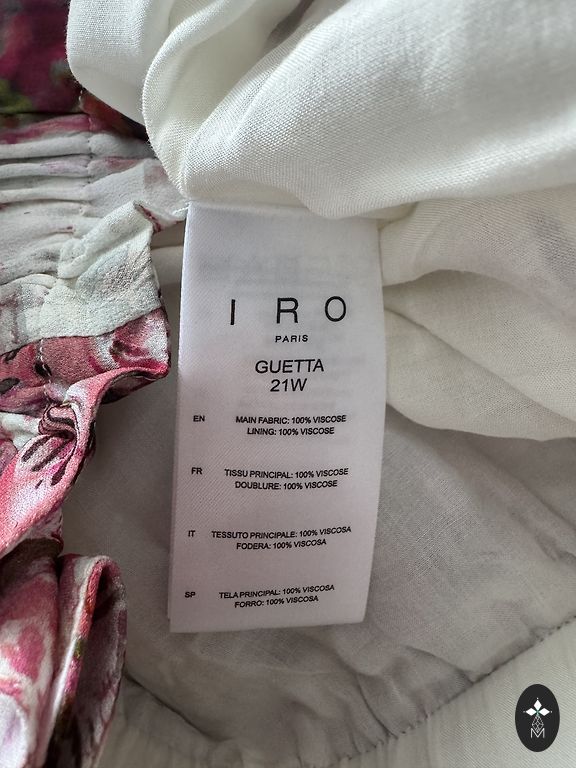 IRO
PARIS
GUETTA
21W
EN MAIN FABRIC: 100% VISCOSE
LINING: 100% VISCOSE
FR TISSU PRINCIPAL: 100% VISCOSE
DOUBLURE: 100% VISCOSE
IT TESSUTO PRINCIPALE: 100% VISCOSA
FODERA: 100% VISCOSA
SP TELA PRINCIPAL: 100% VISCOSA
FORRO: 100% VISCOSA
M